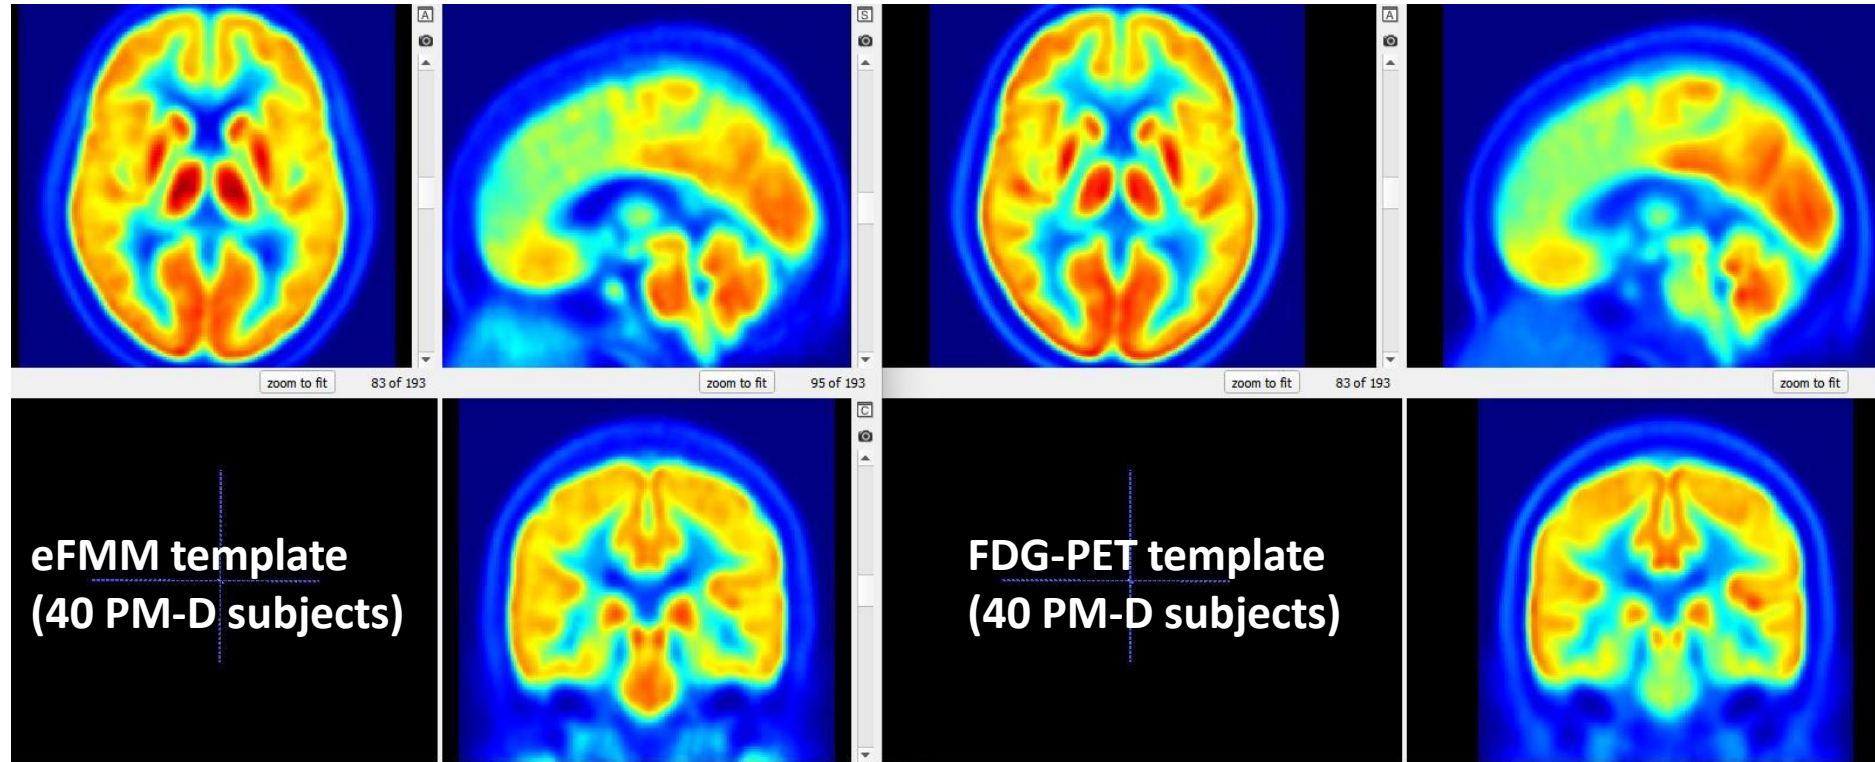 A
S
A
zoom to fit
83 of 193
zoom to fit
95 of 193
zoom to fit
83 of 193
zoom to fit
C
eFMM template
(40 PM-D subjects)
FDG-PET template
(40 PM-D subjects)